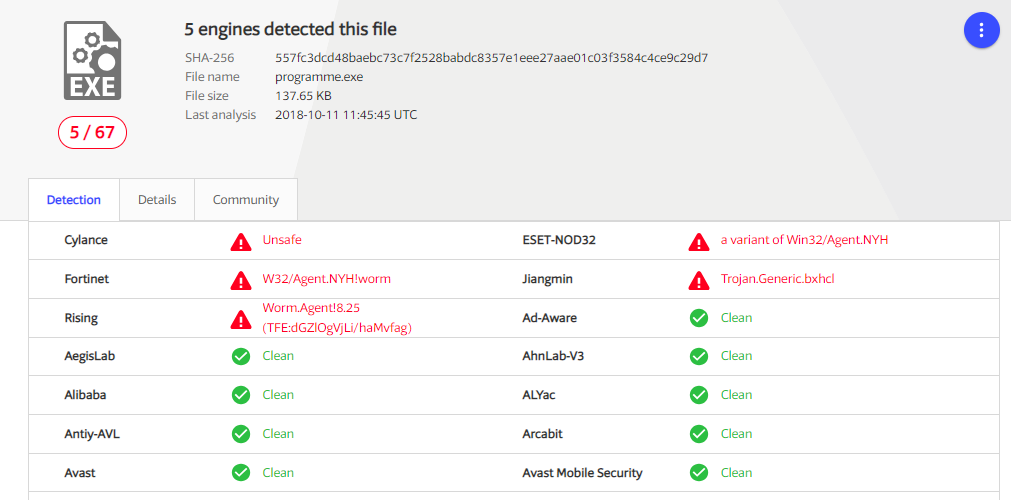 5 engines detected this file
SHA-256 557fc3dcd48baebc73c7f2528babdc8357e1eee27aae01c03f3584c4ce9c29d7
File name programme.exe
File size 137.65 KB
Last analysis 2018-10-11 11:45:45 UTC
EXE
5 / 67
Detection Details Community
Cylance Unsafe ESET-NOD32 a variant of Win32/Agent.NYH
Fortinet W32/Agent.NYH!worm Jiangmin Trojan.Generic.bxhcl
Rising Worm.Agent!8.25 Ad-Aware Clean
(TFE:dGZlOgVjLi/haMvfag)
AegisLab Clean AhnLab-V3 Clean
Alibaba Clean ALYac Clean
Antiy-AVL Clean Arcabit Clean
Avast Clean Avast Mobile Security Clean